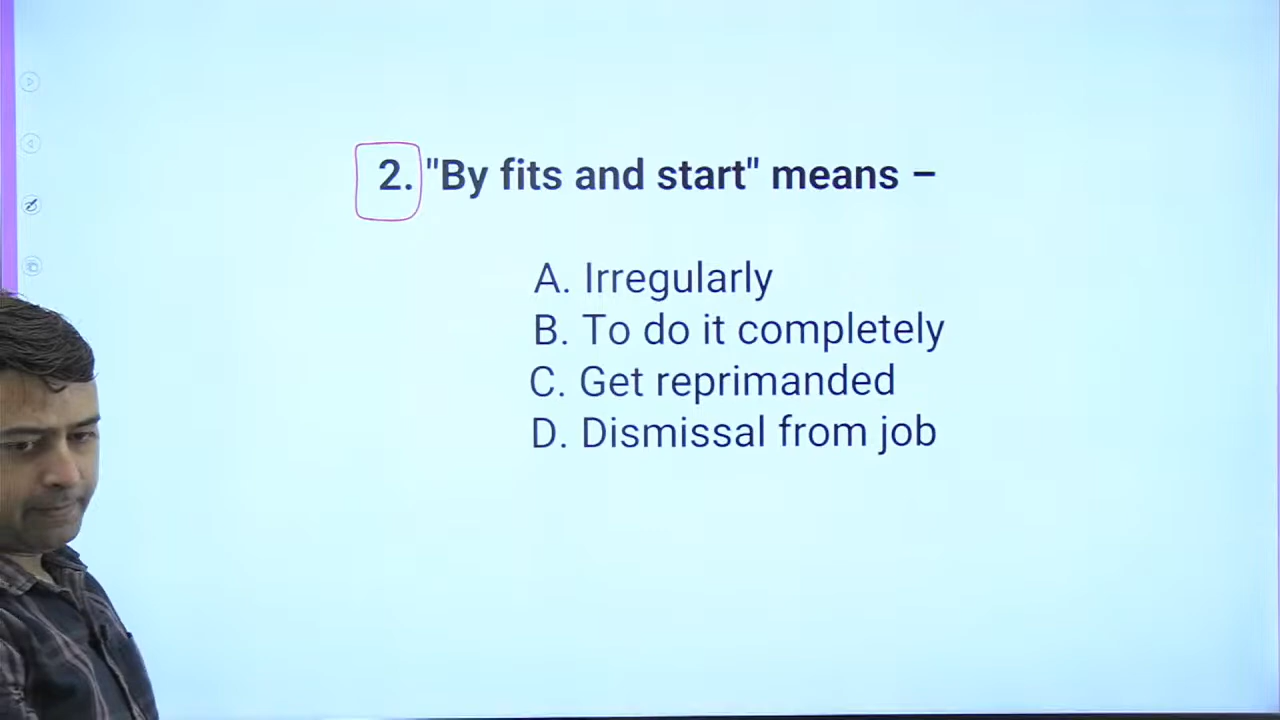 2. "By fits and start" means –
A. Irregularly
B. To do it completely
C. Get reprimanded
D. Dismissal from job